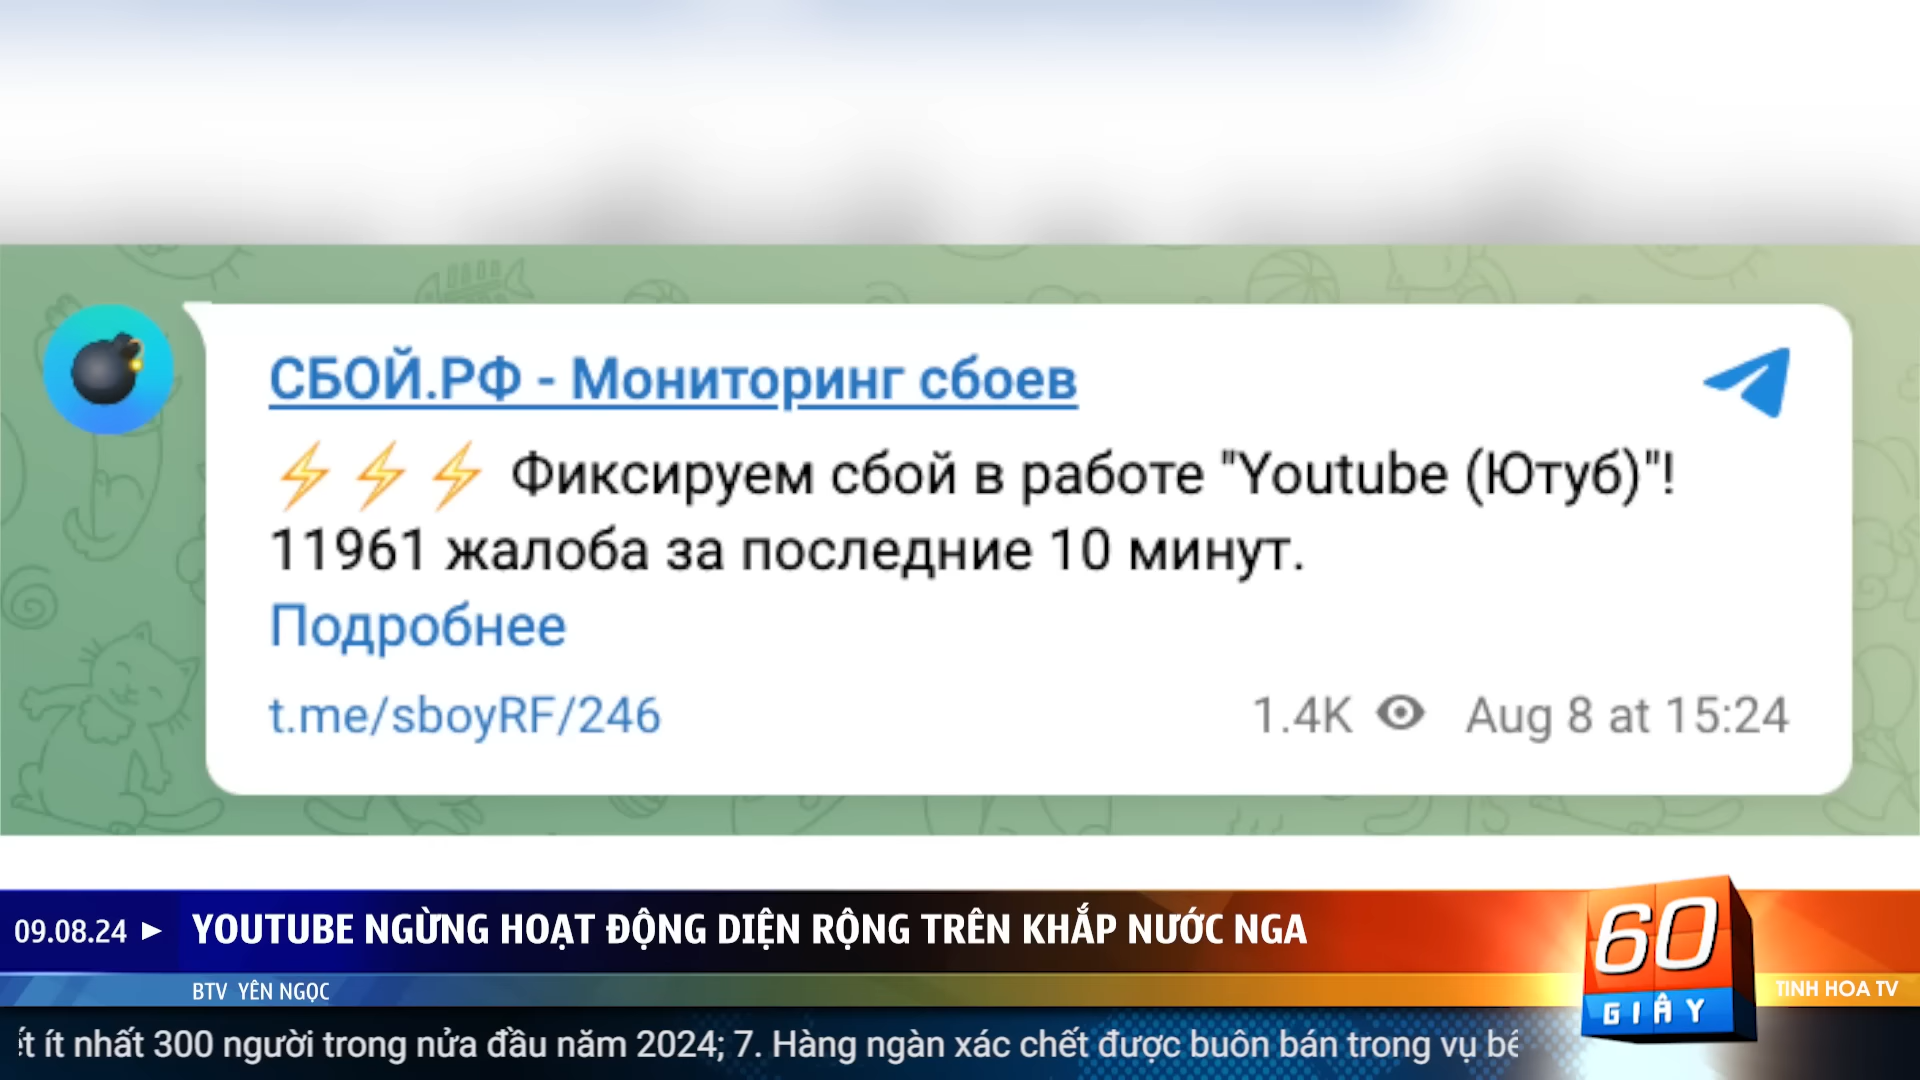 СБОЙ.РФ - Мониторинг сбоев
⚡⚡⚡ Фиксируем сбой в работе "Youtube (Ютуб)"!
11961 жалоба за последние 10 минут.
Подробнее
t.me/sboyRF/246 1.4K Aug 8 at 15:24
09.08.24 ► YOUTUBE NGỪNG HOẠT ĐỘNG DIỆN RỘNG TRÊN KHẮP NƯỚC NGA
BTV YÊN NGỌC
60
GIÂY
TINH HOA TV
ít nhất 300 người trong nửa đầu năm 2024; 7. Hàng ngàn xác chết được buôn bán trong vụ